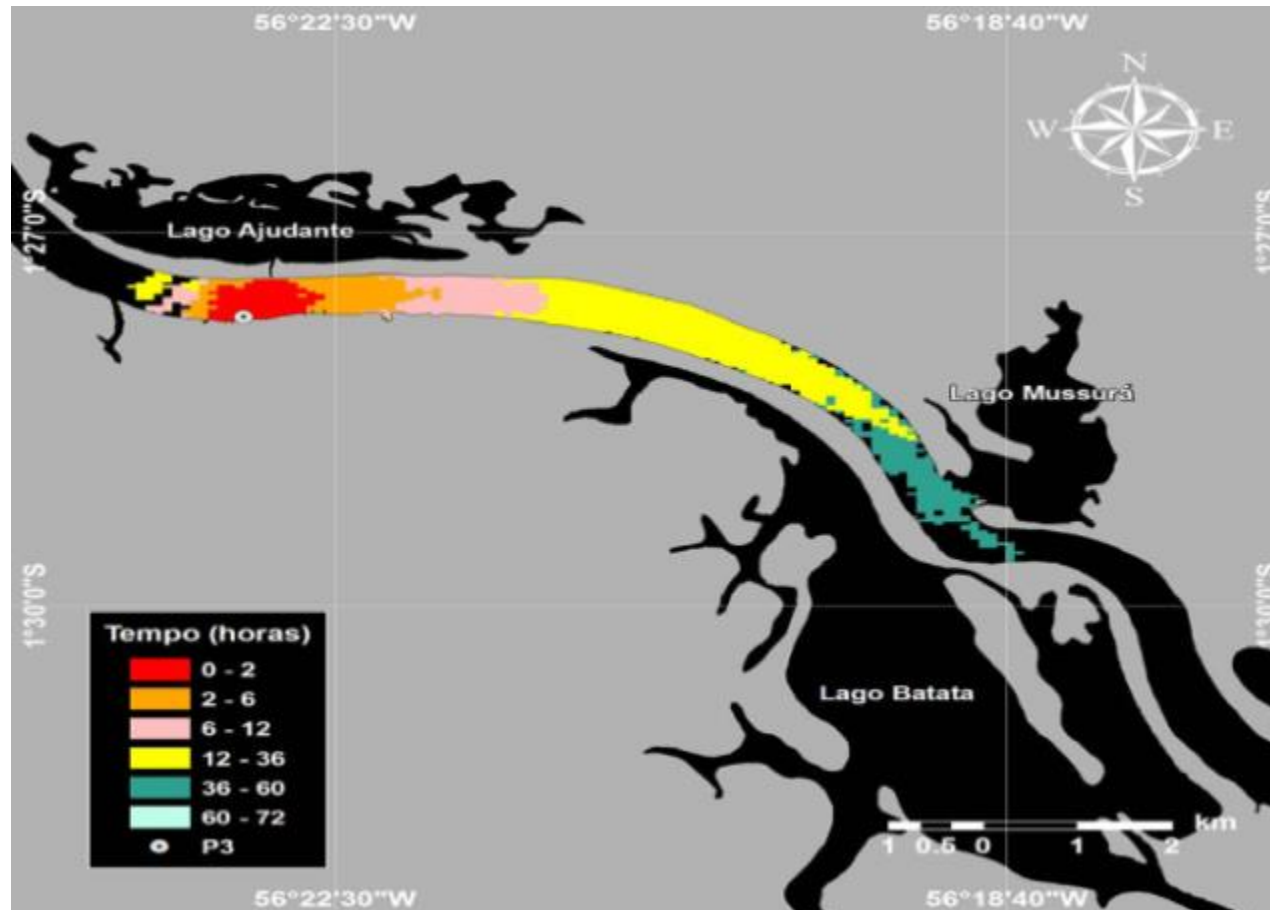 56°22'30"W
56°18'40"W
N
W
E
S
1°27'0"S
1°27'0"S
Lago Ajudante
Lago Mussurá
1°30'0"S
1°30'0"S
Tempo (horas)
0 - 2
2 - 6
6 - 12
12 - 36
36 - 60
60 - 72
P3
Lago Batata
km
1 0.5 0 1 2
56°22'30"W
56°18'40"W